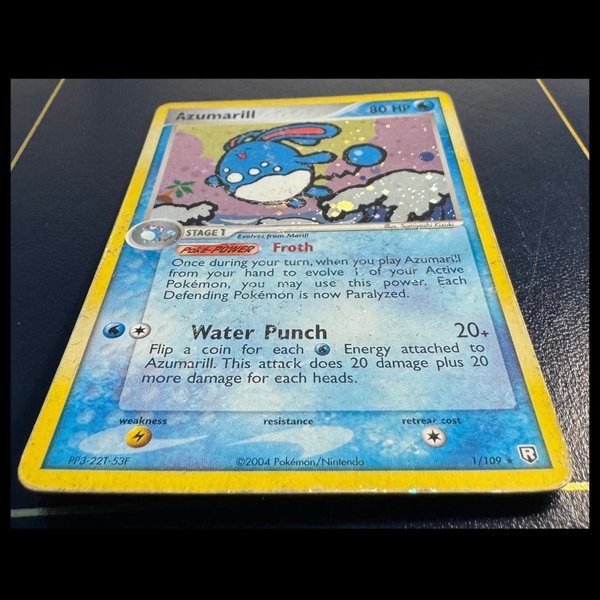 Azumarill 80 HP
STAGE 1 Evolves from Marill Illus. Sumiyoshi Kizuki
Poké-POWER Froth
Once during your turn, when you play Azumarill
from your hand to evolve 1 of your Active
Pokémon, you may use this power. Each
Defending Pokémon is now Paralyzed.
Water Punch 20+
Flip a coin for each Energy attached to
Azumarill. This attack does 20 damage plus 20
more damage for each heads.
weakness resistance retreat cost
PP3-22T-53F ©2004 Pokémon/Nintendo 1/109 ★ R